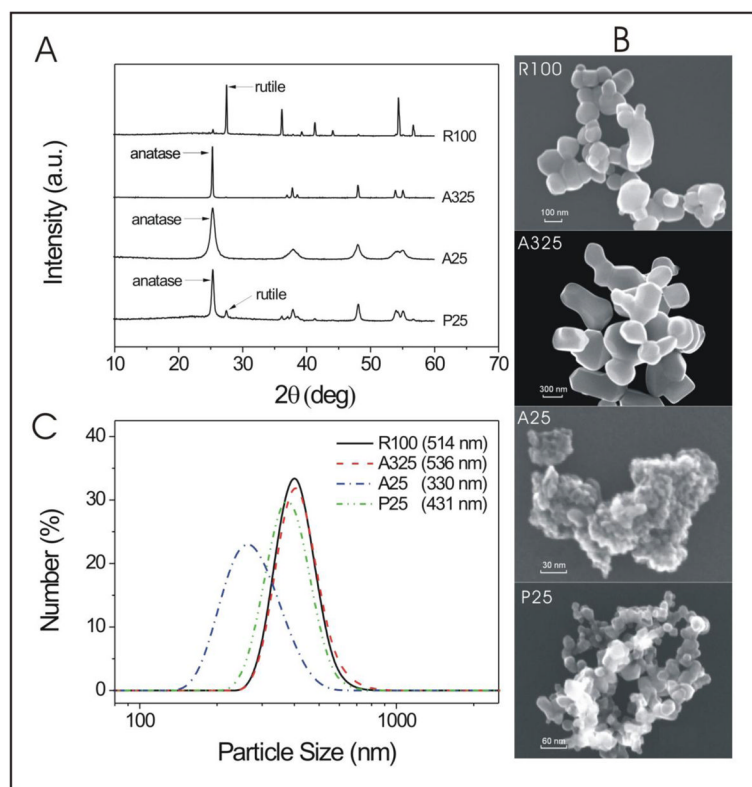 A
B
rutile
R100
anatase
A325
anatase
A25
anatase
rutile
P25
Intensity (a.u.)
10 20 30 40 50 60 70
2θ (deg)
C
R100 (514 nm)
A325 (536 nm)
A25 (330 nm)
P25 (431 nm)
40
30
20
10
0
Number (%)
100 1000
Particle Size (nm)
R100
100 nm
A325
300 nm
A25
30 nm
P25
60 nm